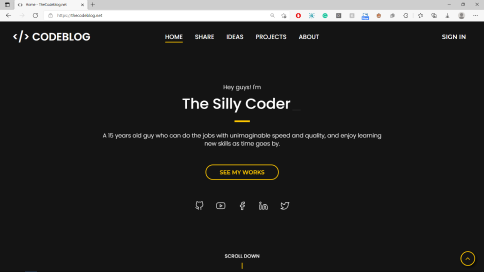 Home - TheCodeBlog.net
https://thecodeblog.net
</> CODEBLOG
HOME SHARE IDEAS PROJECTS ABOUT
SIGN IN
Hey guys! I'm
The Silly Coder
A 15 years old guy who can do the jobs with unimaginable speed and quality, and enjoy learning
new skills as time goes by.
SEE MY WORKS
SCROLL DOWN